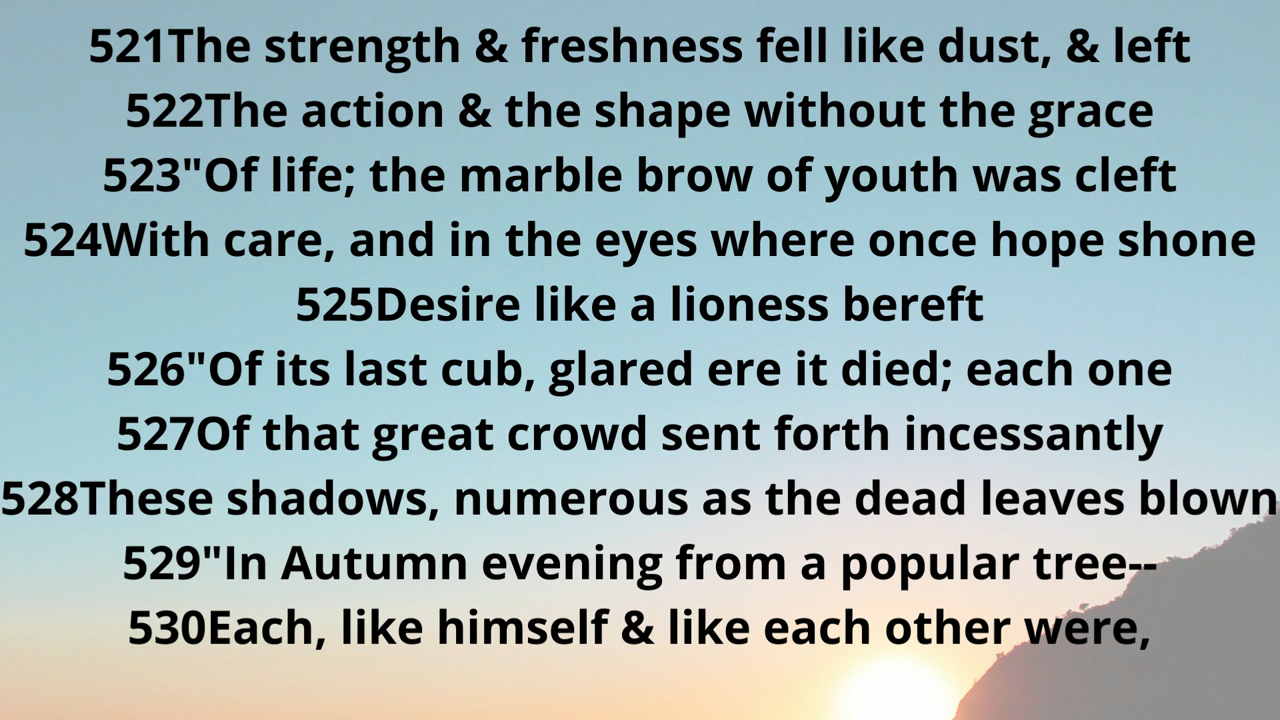 521The strength & freshness fell like dust, & left
522The action & the shape without the grace
523"Of life; the marble brow of youth was cleft
524With care, and in the eyes where once hope shone
525Desire like a lioness bereft
526"Of its last cub, glared ere it died; each one
527Of that great crowd sent forth incessantly
528These shadows, numerous as the dead leaves blown
529"In Autumn evening from a popular tree--
530Each, like himself & like each other were,